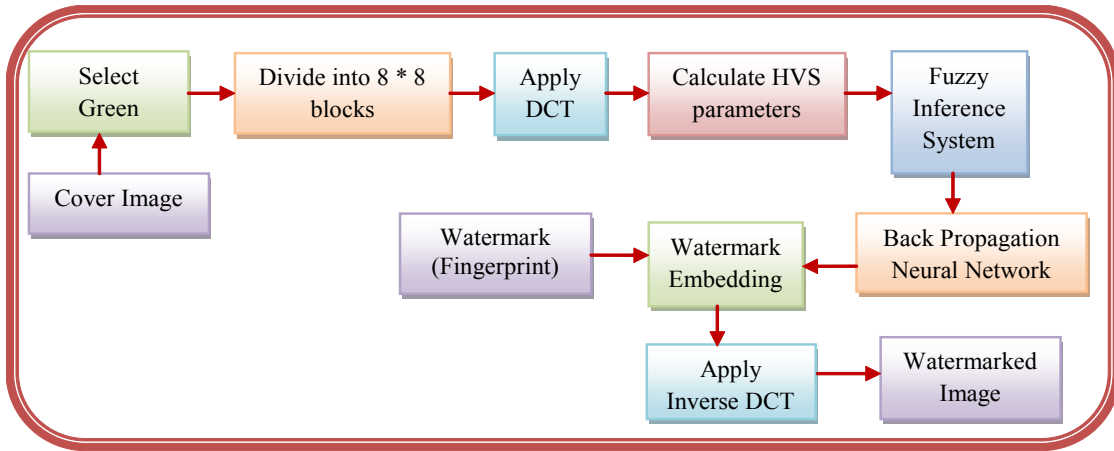 Select
Green
Divide into 8 * 8
blocks
Apply
DCT
Calculate HVS
parameters
Fuzzy
Inference
System
Cover Image
Watermark
(Fingerprint)
Watermark
Embedding
Back Propagation
Neural Network
Apply
Inverse DCT
Watermarked
Image